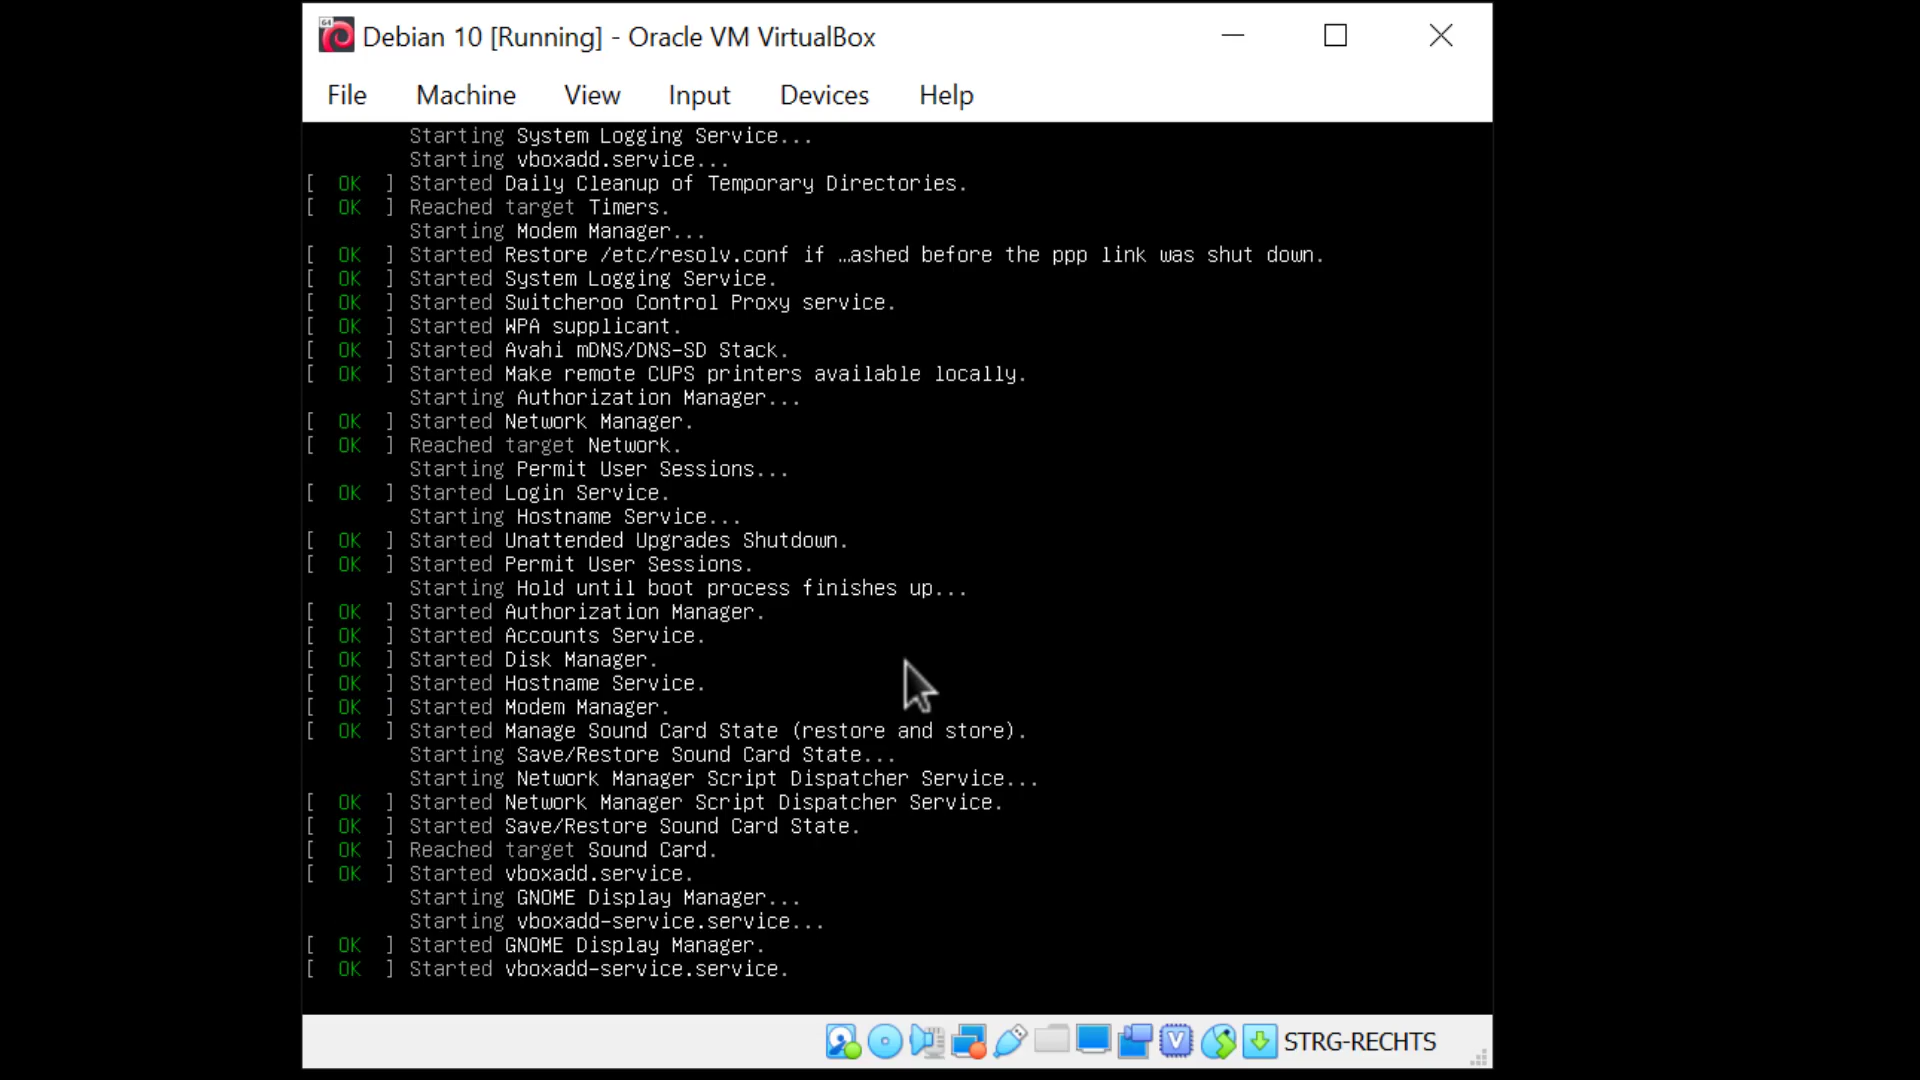 64
Debian 10 [Running] - Oracle VM VirtualBox
File Machine View Input Devices Help
Starting System Logging Service...
Starting vboxadd.service...
[ OK ] Started Daily Cleanup of Temporary Directories.
[ OK ] Reached target Timers.
Starting Modem Manager...
[ OK ] Started Restore /etc/resolv.conf if …ashed before the ppp link was shut down.
[ OK ] Started System Logging Service.
[ OK ] Started Switcheroo Control Proxy service.
[ OK ] Started WPA supplicant.
[ OK ] Started Avahi mDNS/DNS-SD Stack.
[ OK ] Started Make remote CUPS printers available locally.
Starting Authorization Manager...
[ OK ] Started Network Manager.
[ OK ] Reached target Network.
Starting Permit User Sessions...
[ OK ] Started Login Service.
Starting Hostname Service...
[ OK ] Started Unattended Upgrades Shutdown.
[ OK ] Started Permit User Sessions.
Starting Hold until boot process finishes up...
[ OK ] Started Authorization Manager.
[ OK ] Started Accounts Service.
[ OK ] Started Disk Manager.
[ OK ] Started Hostname Service.
[ OK ] Started Modem Manager.
[ OK ] Started Manage Sound Card State (restore and store).
Starting Save/Restore Sound Card State...
Starting Network Manager Script Dispatcher Service...
[ OK ] Started Network Manager Script Dispatcher Service.
[ OK ] Started Save/Restore Sound Card State.
[ OK ] Reached target Sound Card.
[ OK ] Started vboxadd.service.
Starting GNOME Display Manager...
Starting vboxadd-service.service...
[ OK ] Started GNOME Display Manager.
[ OK ] Started vboxadd-service.service.
V STRG-RECHTS